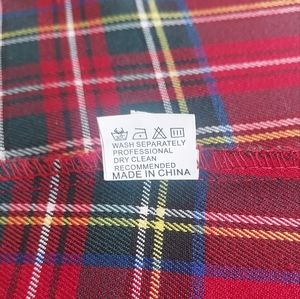 WASH SEPARATELY
PROFESSIONAL
DRY CLEAN
RECOMMENDED
MADE IN CHINA